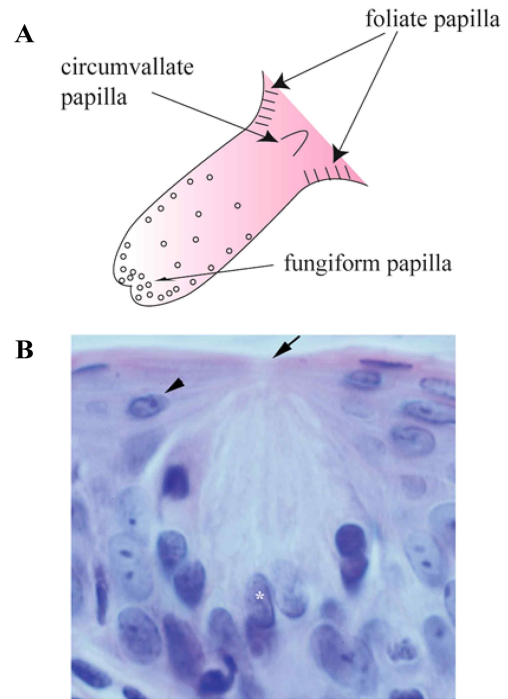 A
foliate papilla
circumvallate
papilla
fungiform papilla
B
*